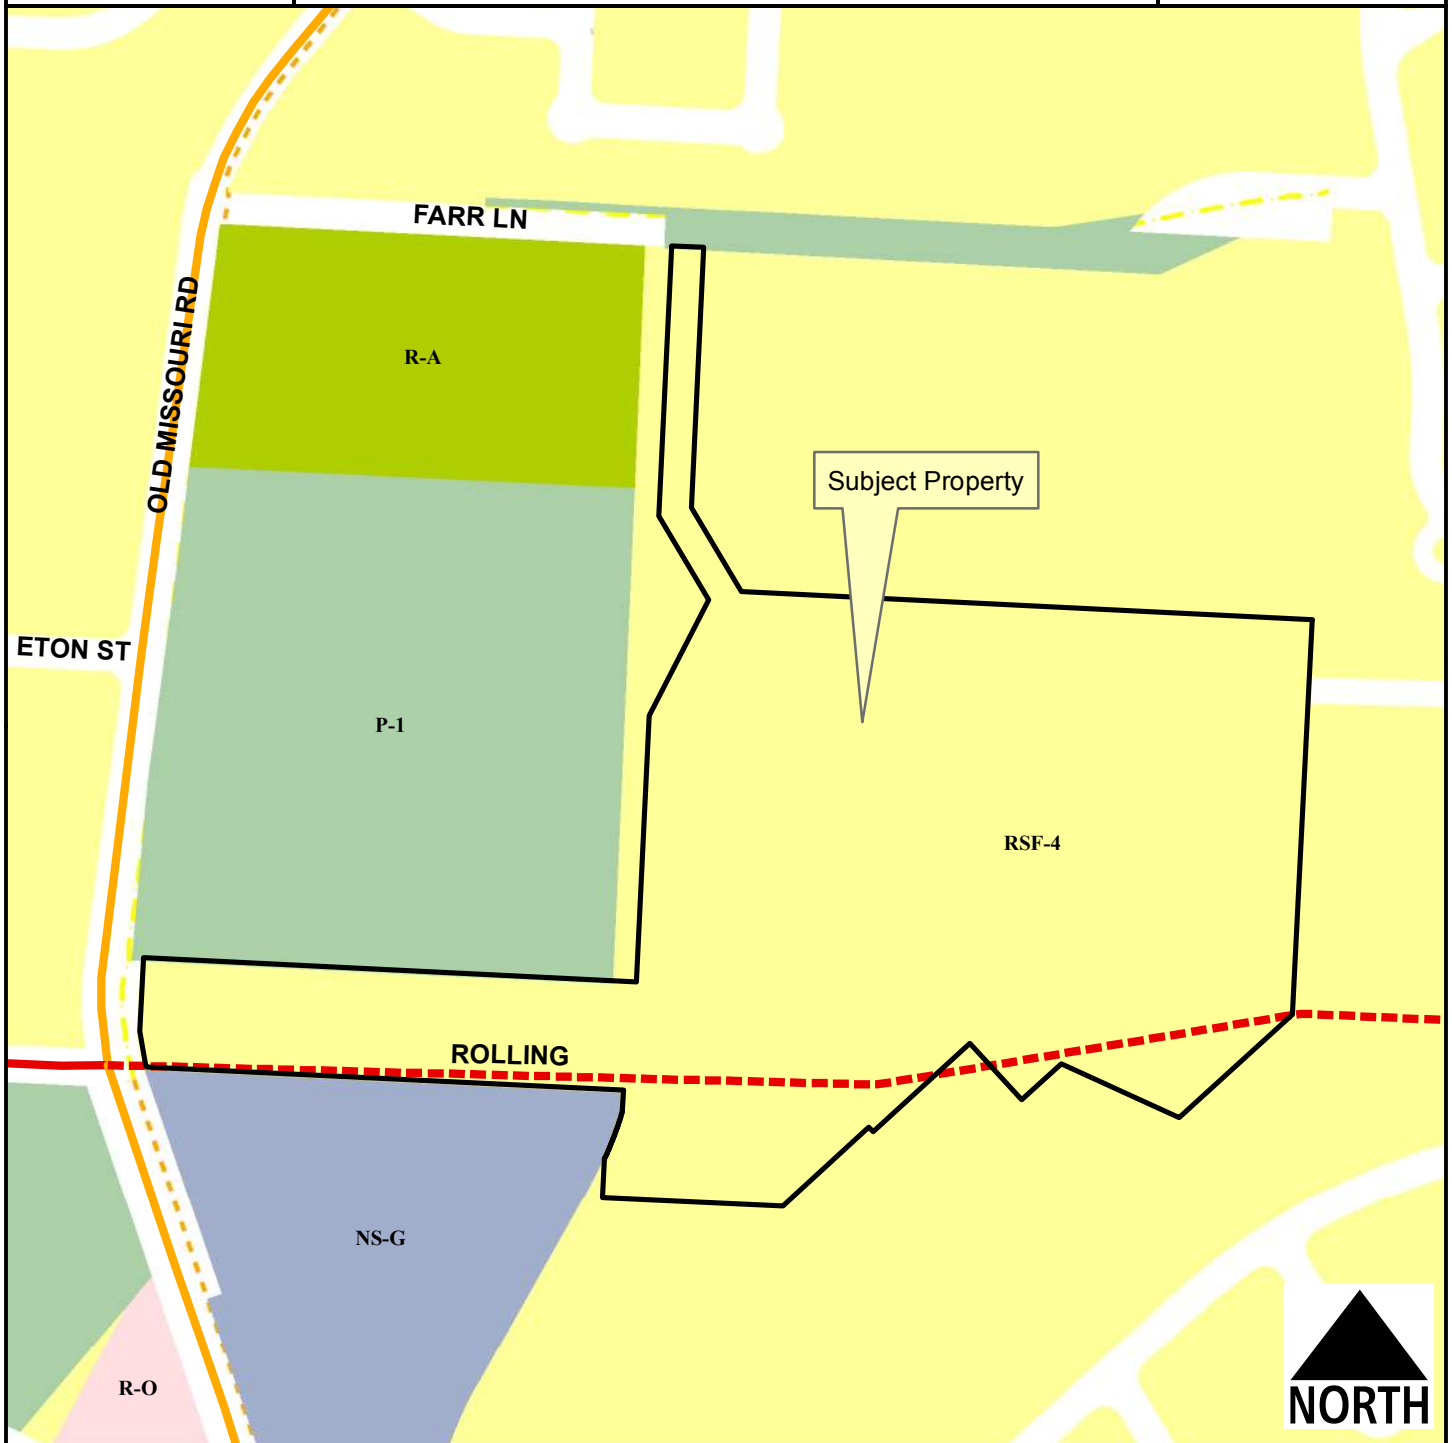 FARR LN
OLD MISSOURI RD
R-A
Subject Property
ETON ST
P-1
RSF-4
ROLLING
NS-G
R-O
NORTH